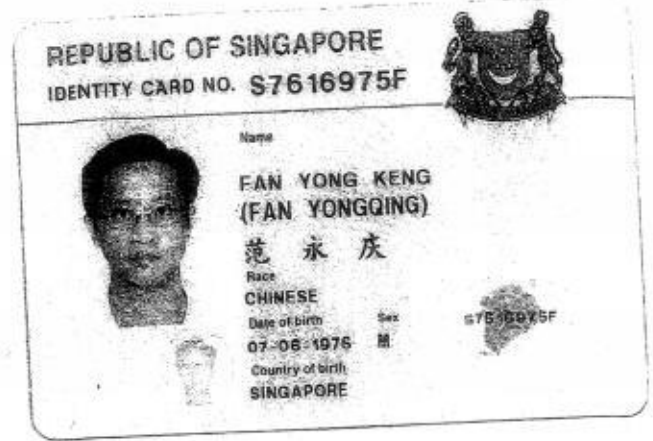 REPUBLIC OF SINGAPORE
IDENTITY CARD NO. S7616975F
Name
FAN YONG KENG
(FAN YONGQING)
范永庆
Race
CHINESE
Date of birth Sex
07-06-1976 M
Country of birth
SINGAPORE
S7616975F